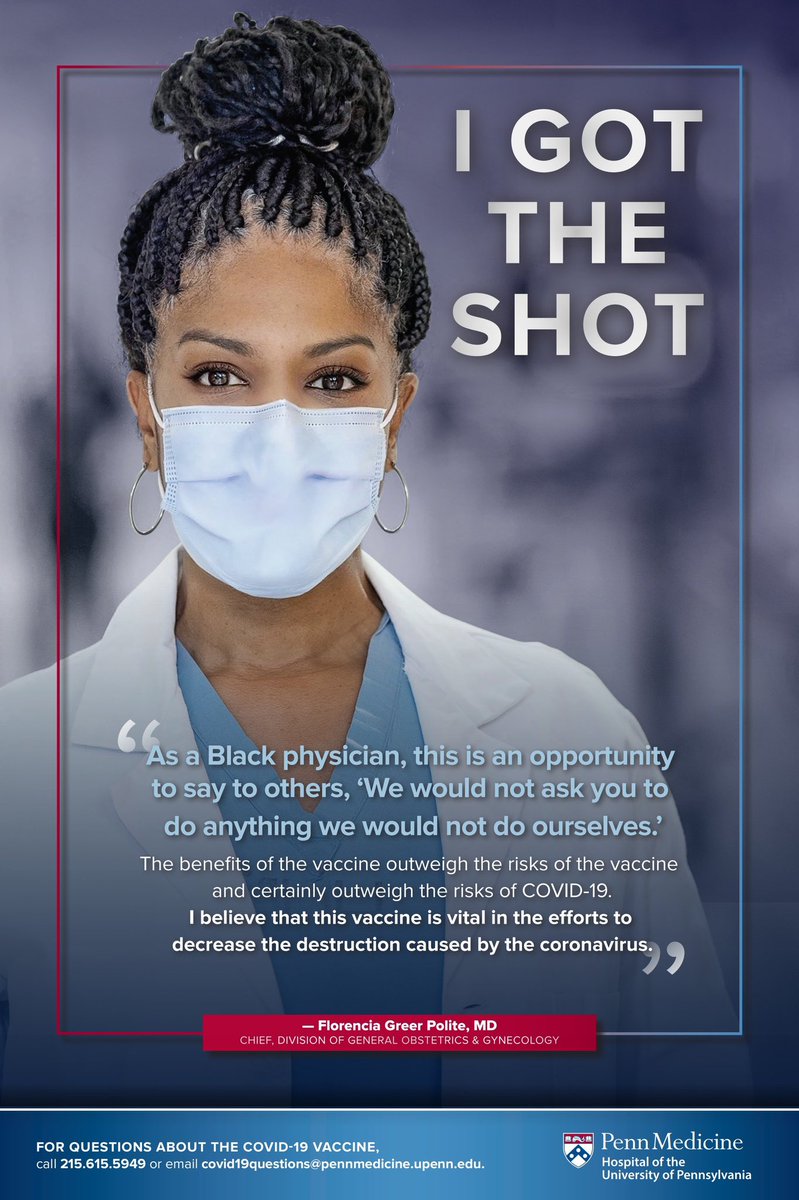 I GOT
THE
SHOT
“As a Black physician, this is an opportunity
to say to others, ‘We would not ask you to
do anything we would not do ourselves.’
The benefits of the vaccine outweigh the risks of the vaccine
and certainly outweigh the risks of COVID-19.
I believe that this vaccine is vital in the efforts to
decrease the destruction caused by the coronavirus.”
— Florencia Greer Polite, MD
CHIEF, DIVISION OF GENERAL OBSTETRICS & GYNECOLOGY
FOR QUESTIONS ABOUT THE COVID-19 VACCINE,
call 215.615.5949 or email covid19questions@pennmedicine.upenn.edu.
Penn Medicine
Hospital of the
University of Pennsylvania